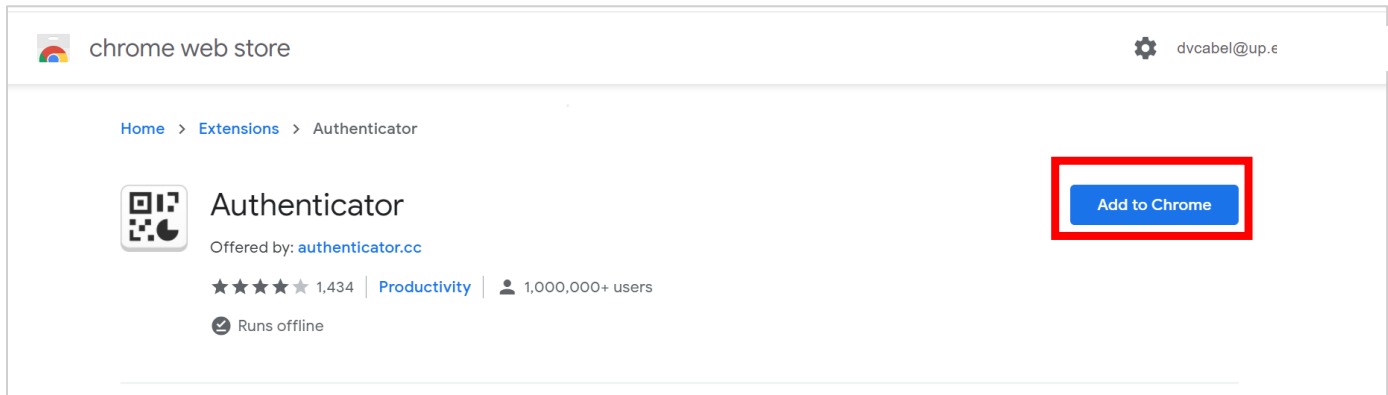 chrome web store
dvcabel@up.e
Home > Extensions > Authenticator
Authenticator
Add to Chrome
Offered by: authenticator.cc
1,434 Productivity 1,000,000+ users
Runs offline